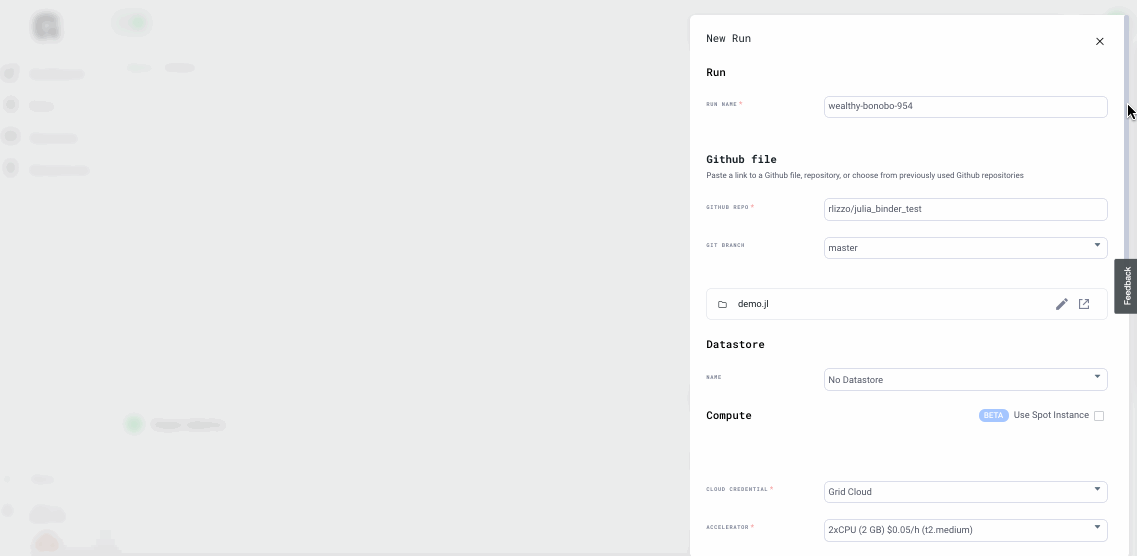 New Run
Run
RUN NAME *
wealthy-bonobo-954
Github file
Paste a link to a Github file, repository, or choose from previously used Github repositories
GITHUB REPO *
rlizzo/julia_binder_test
GIT BRANCH
master
demo.jl
Datastore
NAME
No Datastore
Compute
BETA Use Spot Instance
CLOUD CREDENTIAL *
Grid Cloud
ACCELERATOR *
2xCPU (2 GB) $0.05/h (t2.medium)
Feedback